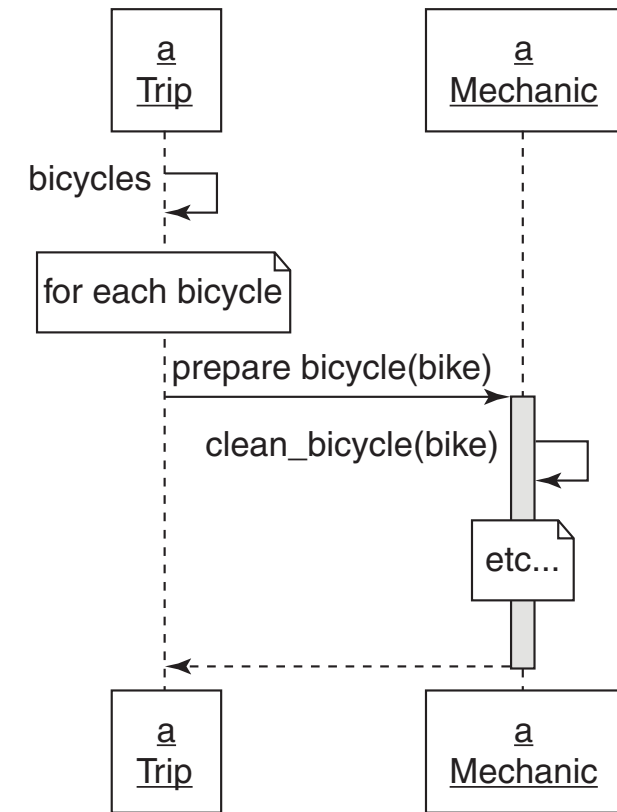 a
Trip
a
Mechanic
bicycles
for each bicycle
prepare bicycle(bike)
clean_bicycle(bike)
etc...
a
Trip
a
Mechanic